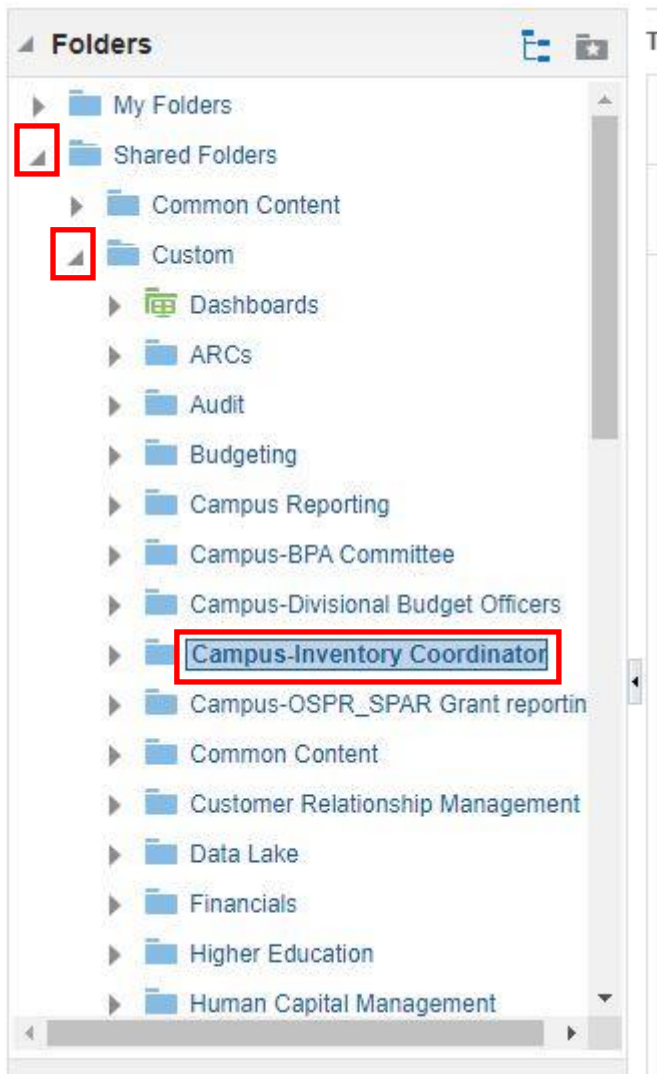 Folders
T
My Folders
Shared Folders
Common Content
Custom
Dashboards
ARCs
Audit
Budgeting
Campus Reporting
Campus-BPA Committee
Campus-Divisional Budget Officers
Campus-Inventory Coordinator
Campus-OSPR_SPAR Grant reportin
Common Content
Customer Relationship Management
Data Lake
Financials
Higher Education
Human Capital Management